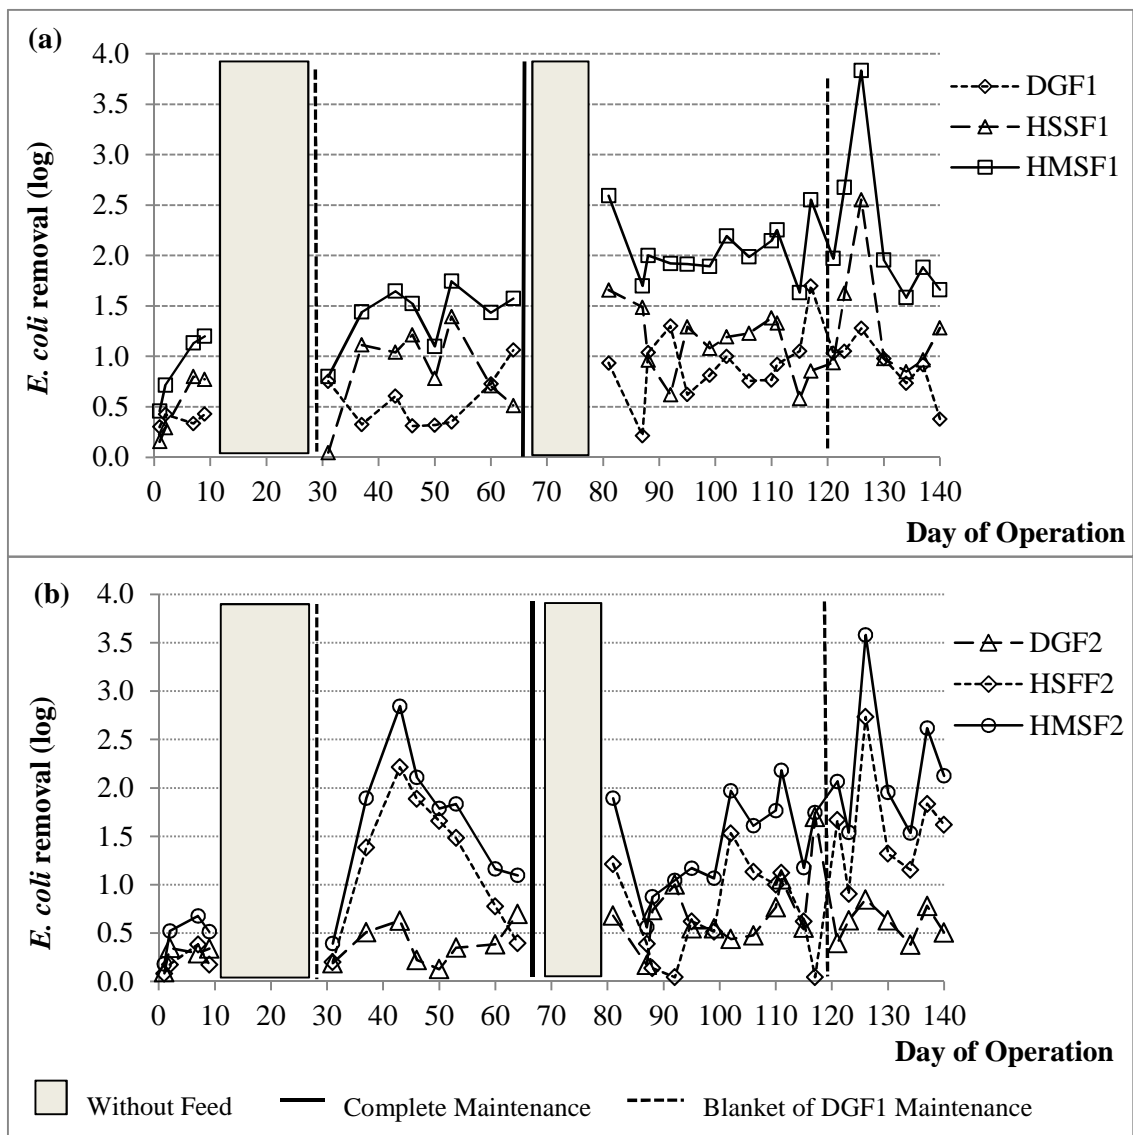 (a)
4.0
3.5
3.0
2.5
2.0
1.5
1.0
0.5
0.0
E. coli removal (log)
0 10 20 30 40 50 60 70 80 90 100 110 120 130 140
Day of Operation
DGF1
HSSF1
HMSF1
(b)
4.0
3.5
3.0
2.5
2.0
1.5
1.0
0.5
0.0
E. coli removal (log)
0 10 20 30 40 50 60 70 80 90 100 110 120 130 140
Day of Operation
DGF2
HSFF2
HMSF2
Without Feed Complete Maintenance Blanket of DGF1 Maintenance